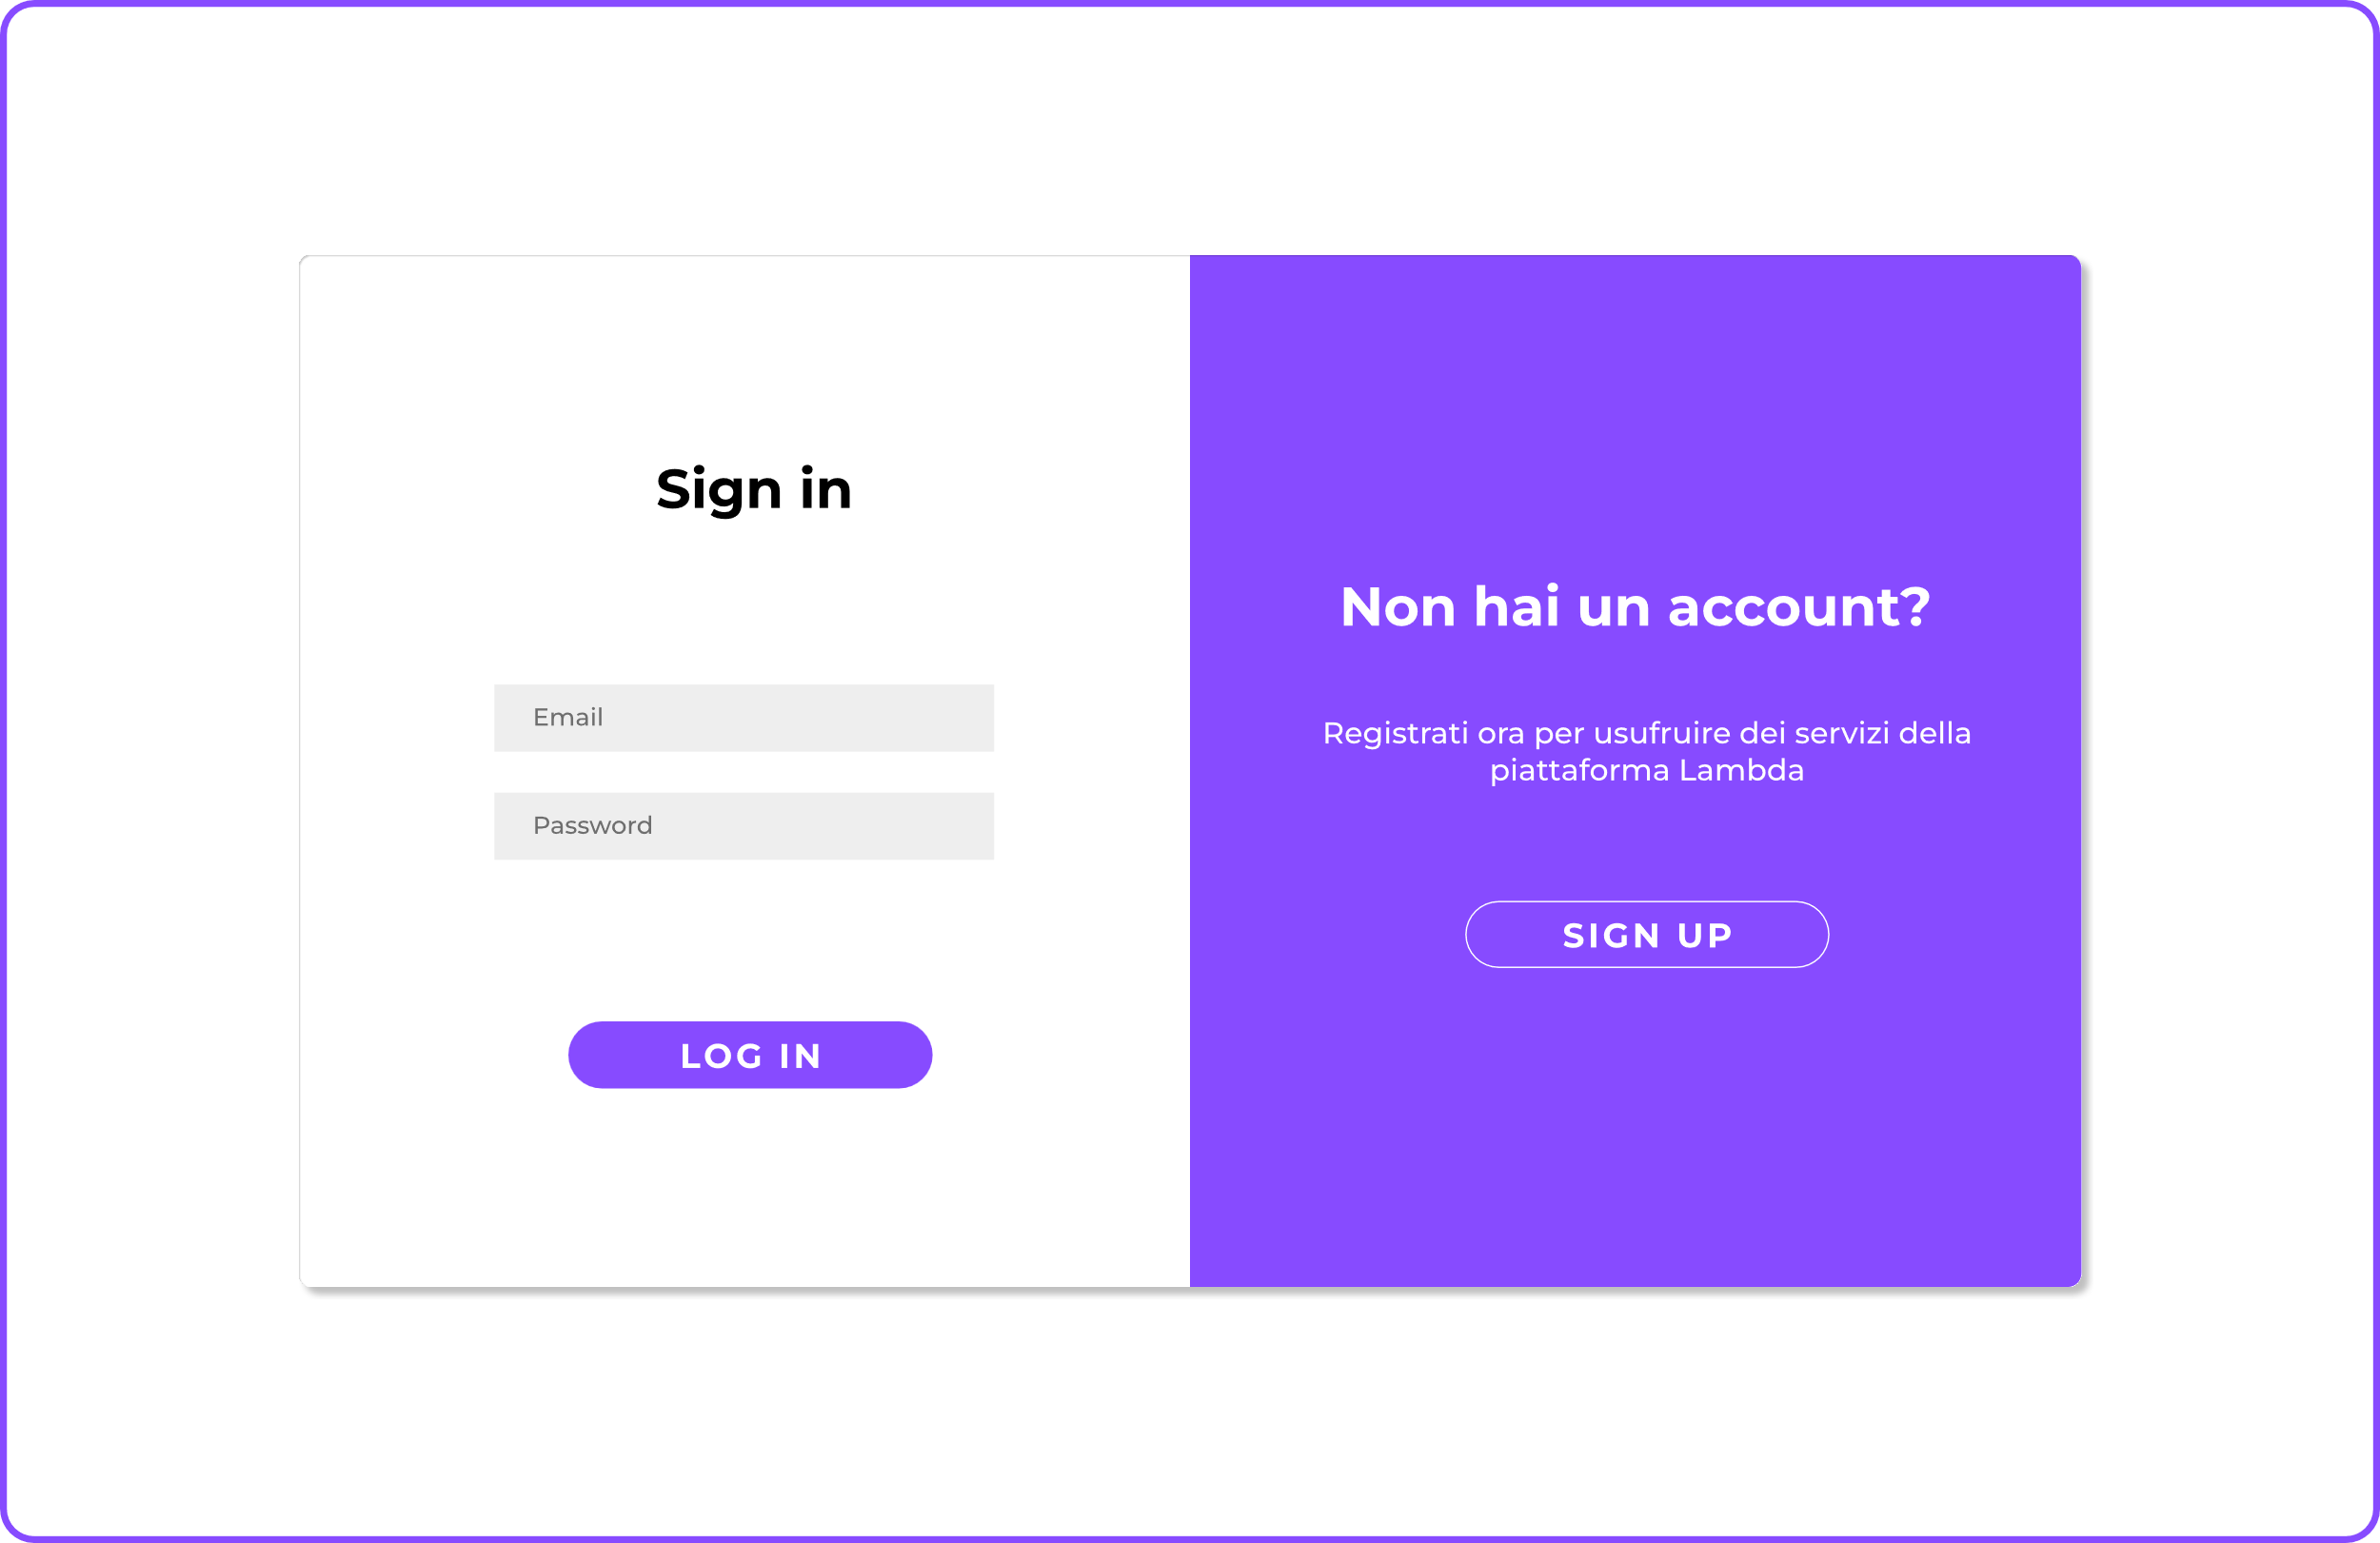 Sign in
Email
Password
LOG IN
Non hai un account?
Registrati ora per usufruire dei servizi della
piattaforma Lambda
SIGN UP